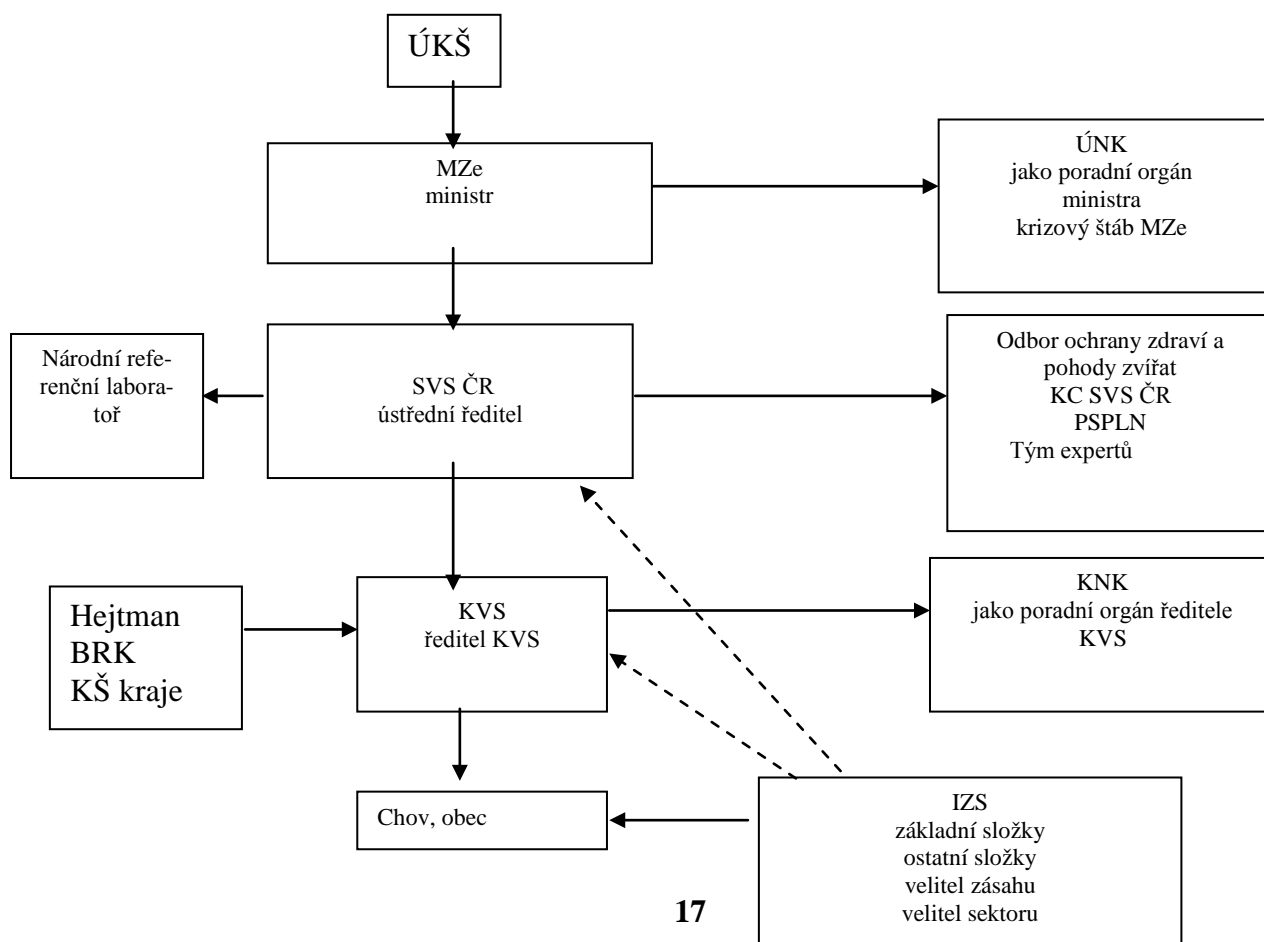 ÚKŠ
MZe
ministr
ÚNK
jako poradní orgán
ministra
krizový štáb MZe
Národní refe-
renční labora-
toř
SVS ČR
ústřední ředitel
Odbor ochrany zdraví a
pohody zvířat
KC SVS ČR
PSPLN
Tým expertů
Hejtman
BRK
KŠ kraje
KVS
ředitel KVS
KNK
jako poradní orgán ředitele
KVS
Chov, obec
IZS
základní složky
ostatní složky
velitel zásahu
velitel sektoru
17